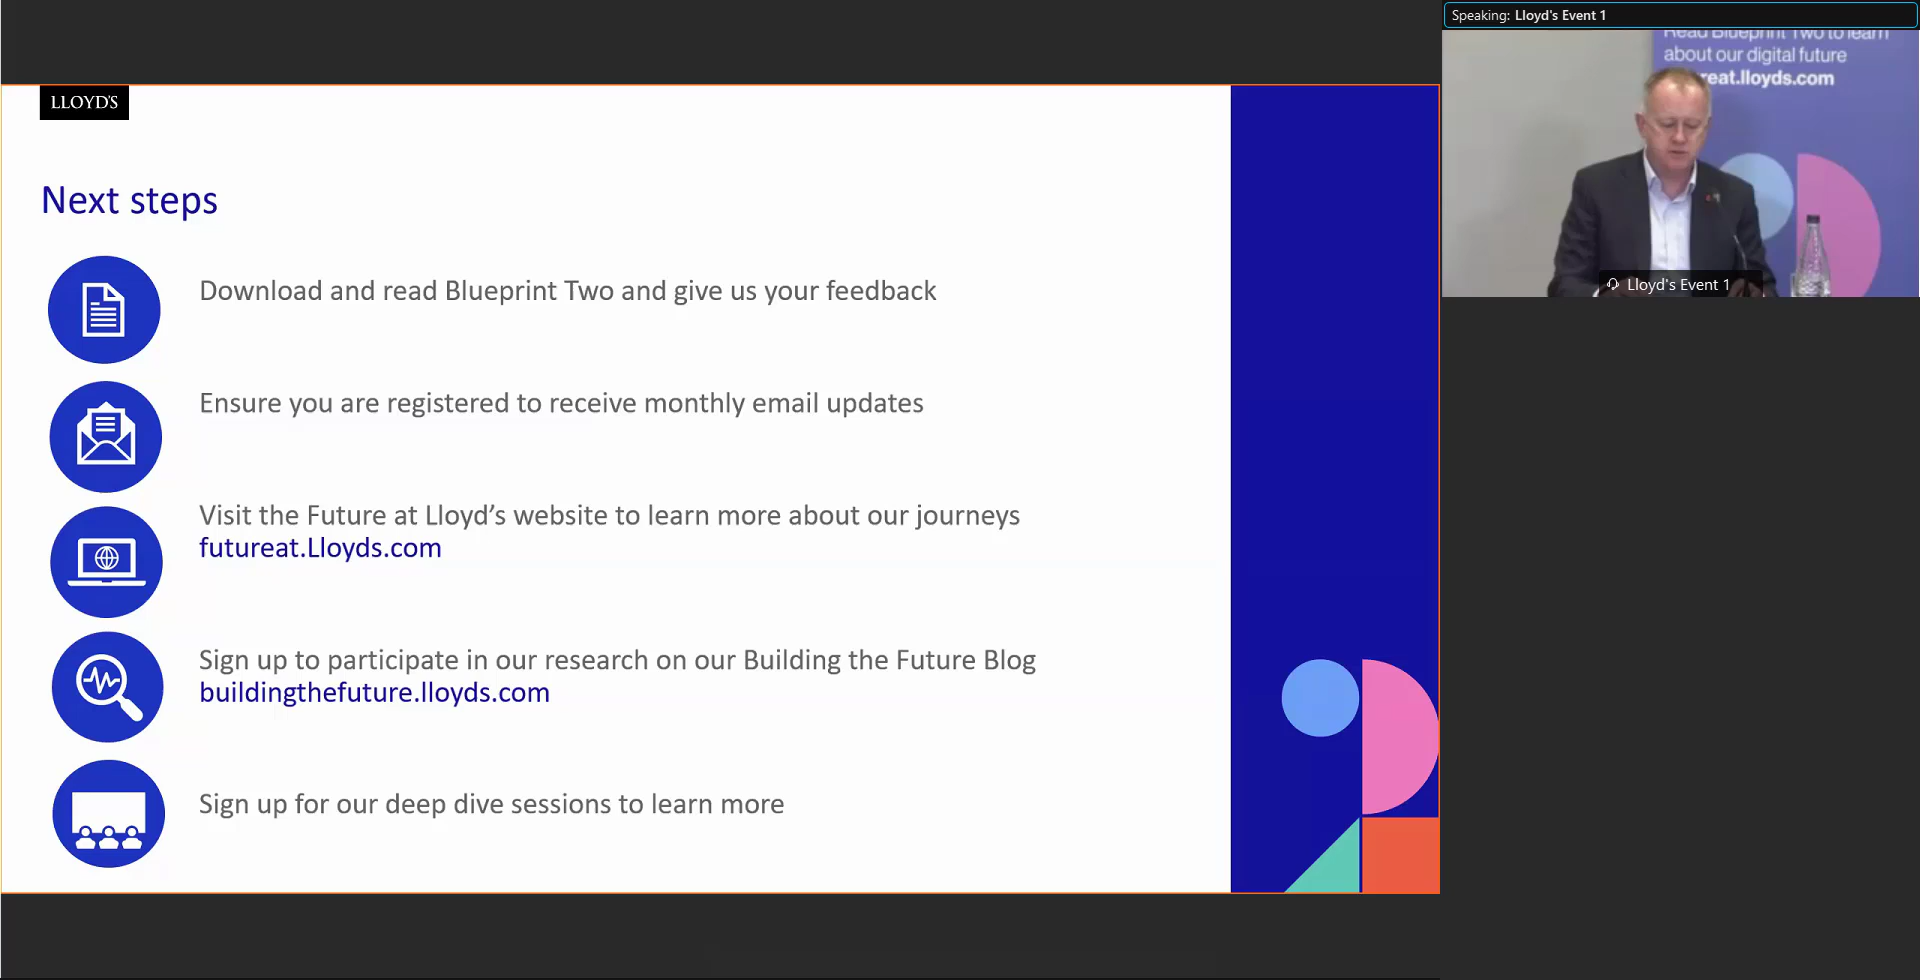 Speaking: Lloyd's Event 1
Read Blueprint Two to learn
about our digital future
reat.lloyds.com
Lloyd's Event 1
LLOYD'S
Next steps
Download and read Blueprint Two and give us your feedback
Ensure you are registered to receive monthly email updates
Visit the Future at Lloyd’s website to learn more about our journeys
futureat.Lloyds.com
Sign up to participate in our research on our Building the Future Blog
buildingthefuture.lloyds.com
Sign up for our deep dive sessions to learn more